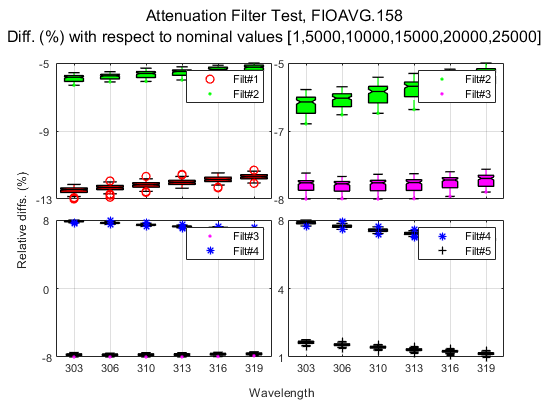 Attenuation Filter Test, FIOAVG.158
Diff. (%) with respect to nominal values [1,5000,10000,15000,20000,25000]
-5
-9
-13
Filt#1
Filt#2
-5
-7
-8
Filt#2
Filt#3
Relative diffs. (%)
8
0
-8
Filt#3
Filt#4
303 306 310 313 316 319
8
4
1
Filt#4
Filt#5
303 306 310 313 316 319
Wavelength